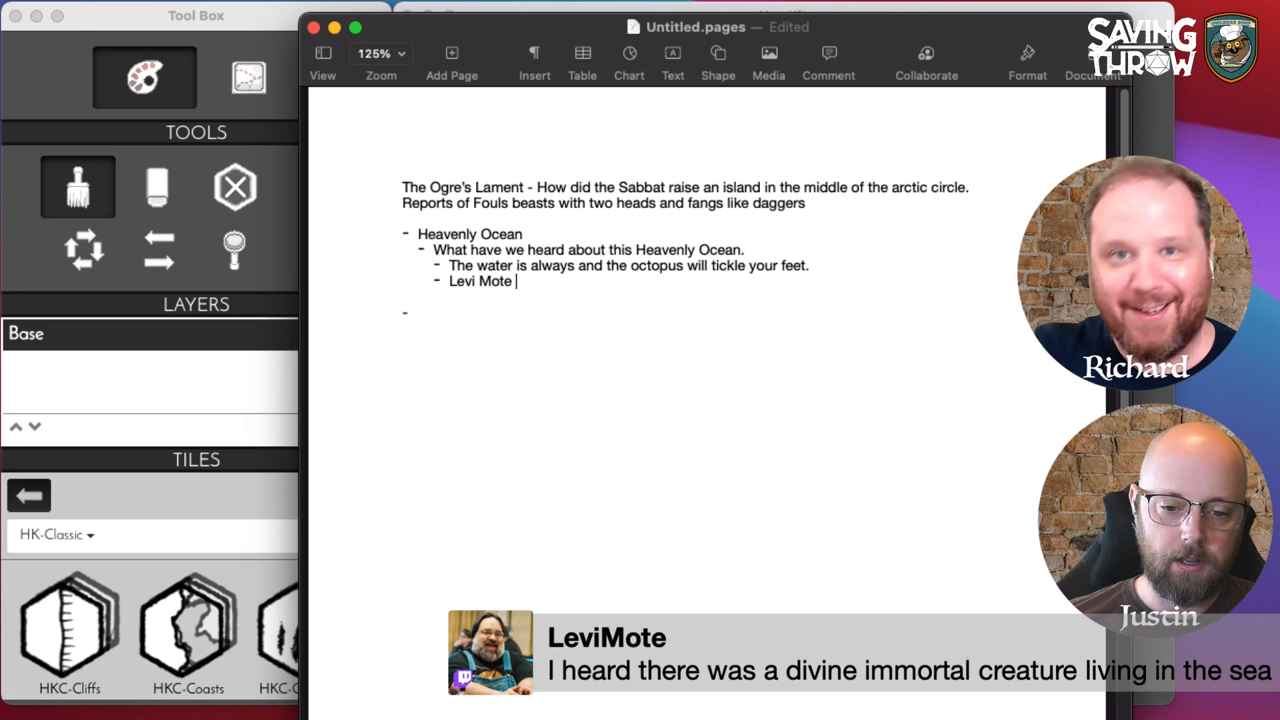 Tool Box
Untitled.pages — Edited
SAVING
THROW
125%
View
Zoom
Add Page
Insert
Table
Chart
Text
Shape
Media
Comment
Collaborate
Format
Document
TOOLS
LAYERS
Base
TILES
HK-Classic
HKC-Cliffs
HKC-Coasts
HKC-C
The Ogre's Lament - How did the Sabbat raise an island in the middle of the arctic circle.
Reports of Fouls beasts with two heads and fangs like daggers
- Heavenly Ocean
- What have we heard about this Heavenly Ocean.
- The water is always and the octopus will tickle your feet.
- Levi Mote
-
Richard
Justin
LeviMote
I heard there was a divine immortal creature living in the sea